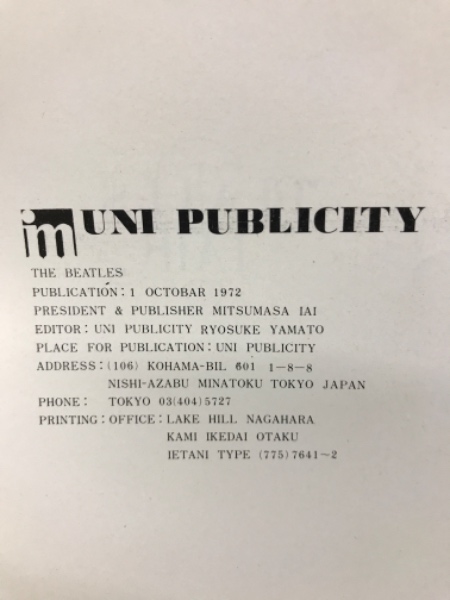 im UNI PUBLICITY
THE BEATLES
PUBLICATION: 1 OCTOBAR 1972
PRESIDENT & PUBLISHER MITSUMASA IAI
EDITOR: UNI PUBLICITY RYOSUKE YAMATO
PLACE FOR PUBLICATION: UNI PUBLICITY
ADDRESS: (106) KOHAMA-BIL 601 1-8-8
NISHI-AZABU MINATOKU TOKYO JAPAN
PHONE: TOKYO 03(404)5727
PRINTING: OFFICE: LAKE HILL NAGAHARA
KAMI IKEDAI OTAKU
IETANI TYPE (775)7641~2